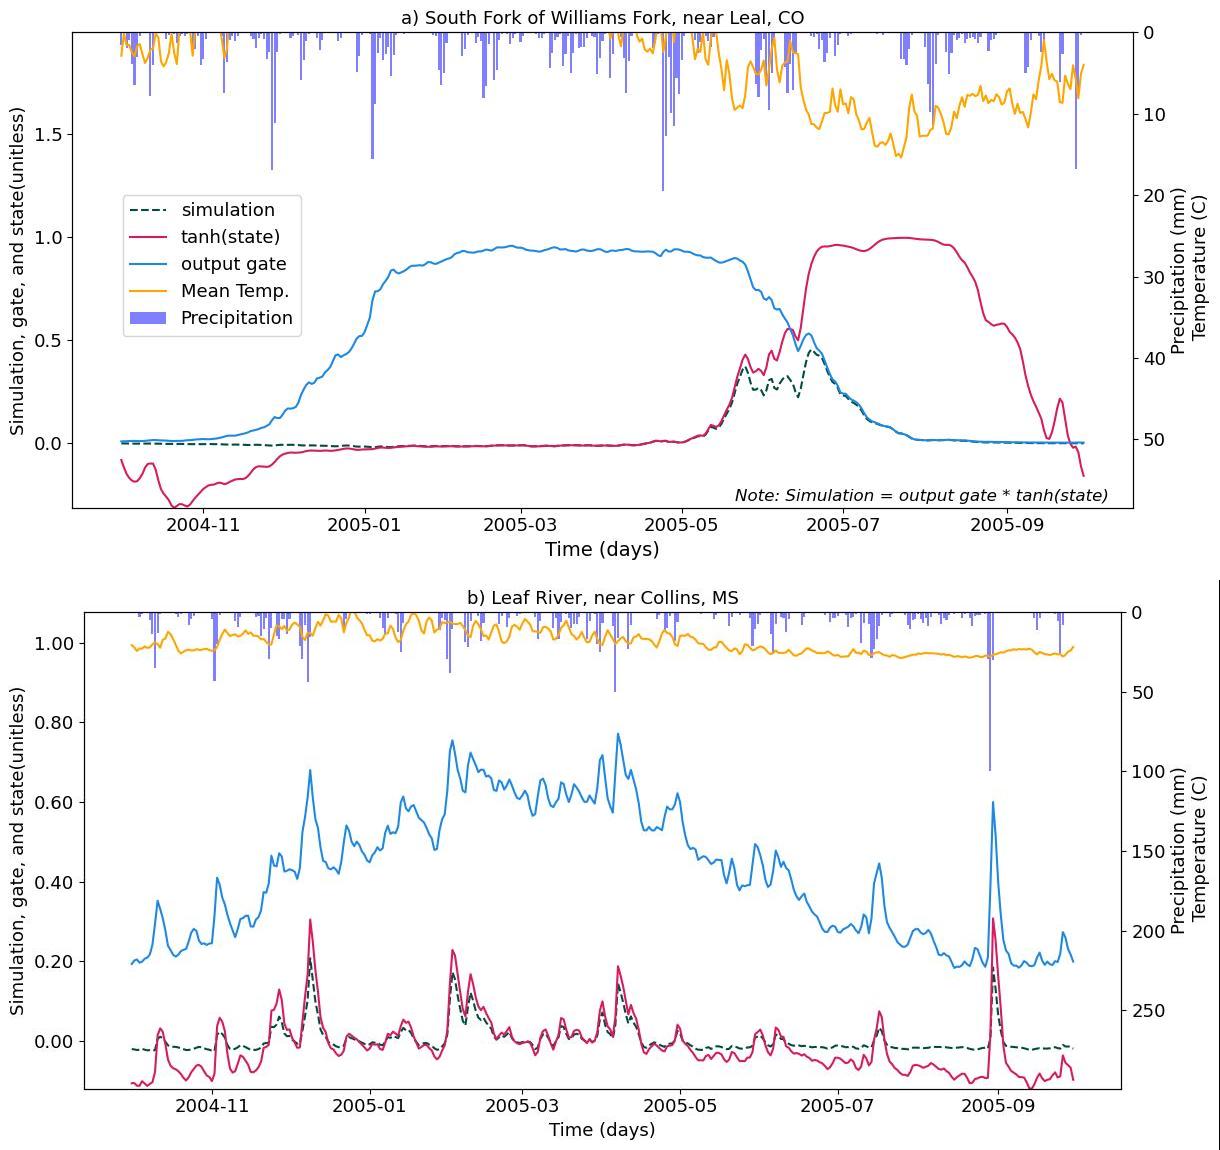 a) South Fork of Williams Fork, near Leal, CO
Simulation, gate, and state(unitless)
1.5
1.0
0.5
0.0
simulation
tanh(state)
output gate
Mean Temp.
Precipitation
0
10
20
30
40
50
Precipitation (mm)
Temperature (C)
Note: Simulation = output gate * tanh(state)
2004-11 2005-01 2005-03 2005-05 2005-07 2005-09
Time (days)
b) Leaf River, near Collins, MS
Simulation, gate, and state(unitless)
1.00
0.80
0.60
0.40
0.20
0.00
0
50
100
150
200
250
Precipitation (mm)
Temperature (C)
2004-11 2005-01 2005-03 2005-05 2005-07 2005-09
Time (days)